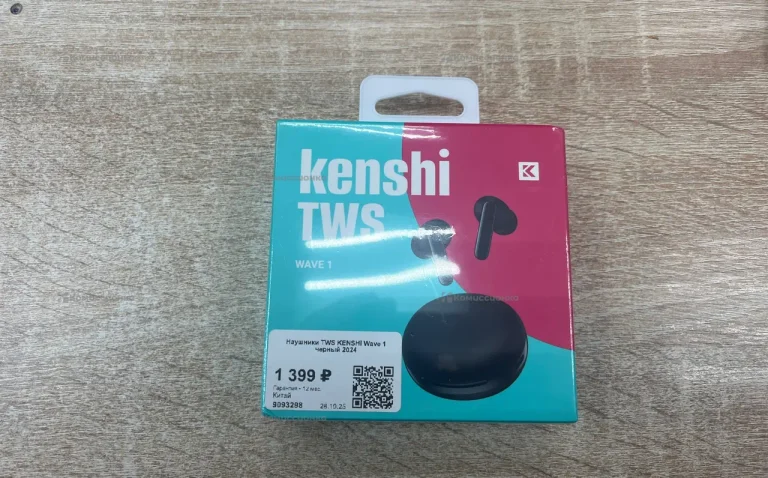 kenshi
TWS
WAVE 1
Наушники TWS KENSHI Wave 1
черный 2024
1 399 ₽
Гарантия - 12 мес.
Китай
9093298 26.10.25